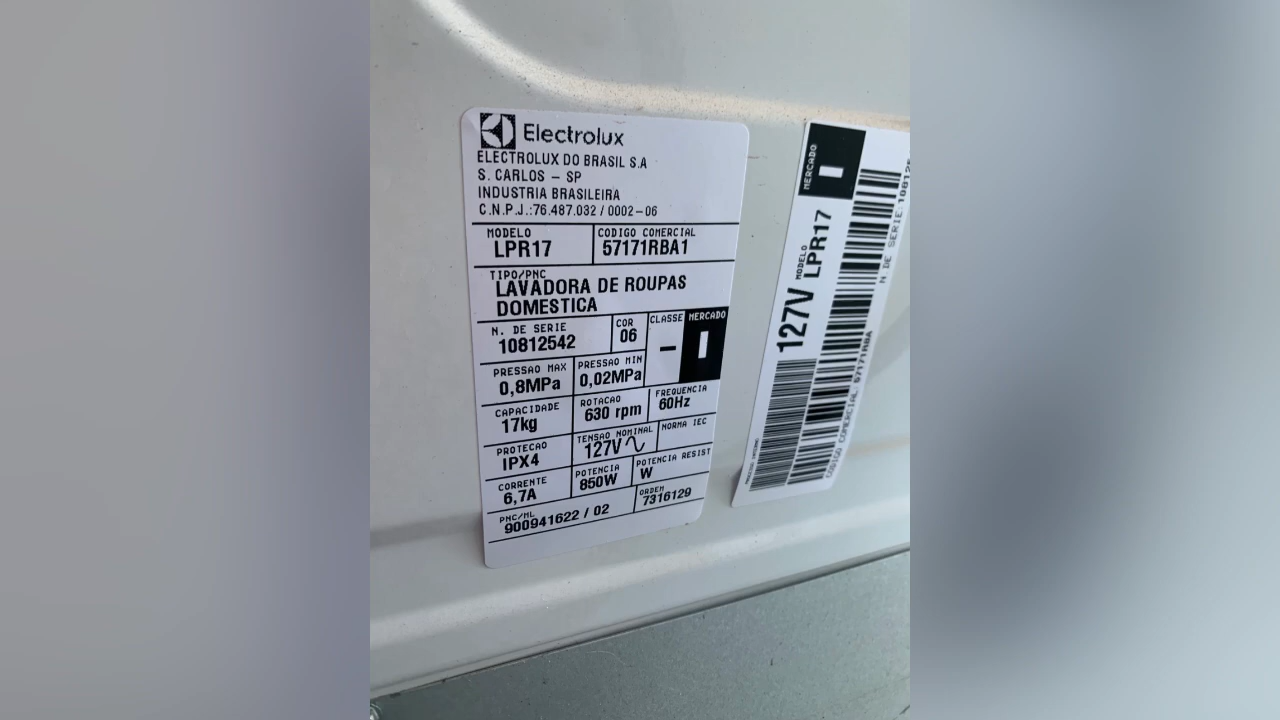 Electrolux
ELECTROLUX DO BRASIL S.A
S. CARLOS – SP
INDUSTRIA BRASILEIRA
C.N.P.J.:76.487.032 / 0002-06
MODELO
LPR17
CODIGO COMERCIAL
57171RBA1
TIPO/PNC
LAVADORA DE ROUPAS
DOMESTICA
N. DE SERIE
10812542
COR
06
CLASSE
–
MERCADO
I
PRESSAO MAX
0,8MPa
PRESSAO MIN
0,02MPa
CAPACIDADE
17kg
ROTACAO
630 rpm
FREQUENCIA
60Hz
PROTECAO
IPX4
TENSAO NOMINAL
127V∿
NORMA IEC
CORRENTE
6,7A
POTENCIA
850W
POTENCIA RESIST
W
PNC/ML
900941622 / 02
ORDEM
7316129
MERCADO
I
MODELO
LPR17
127V
N DE SERIE:
CODIGO COMERCIAL: 57171RBA